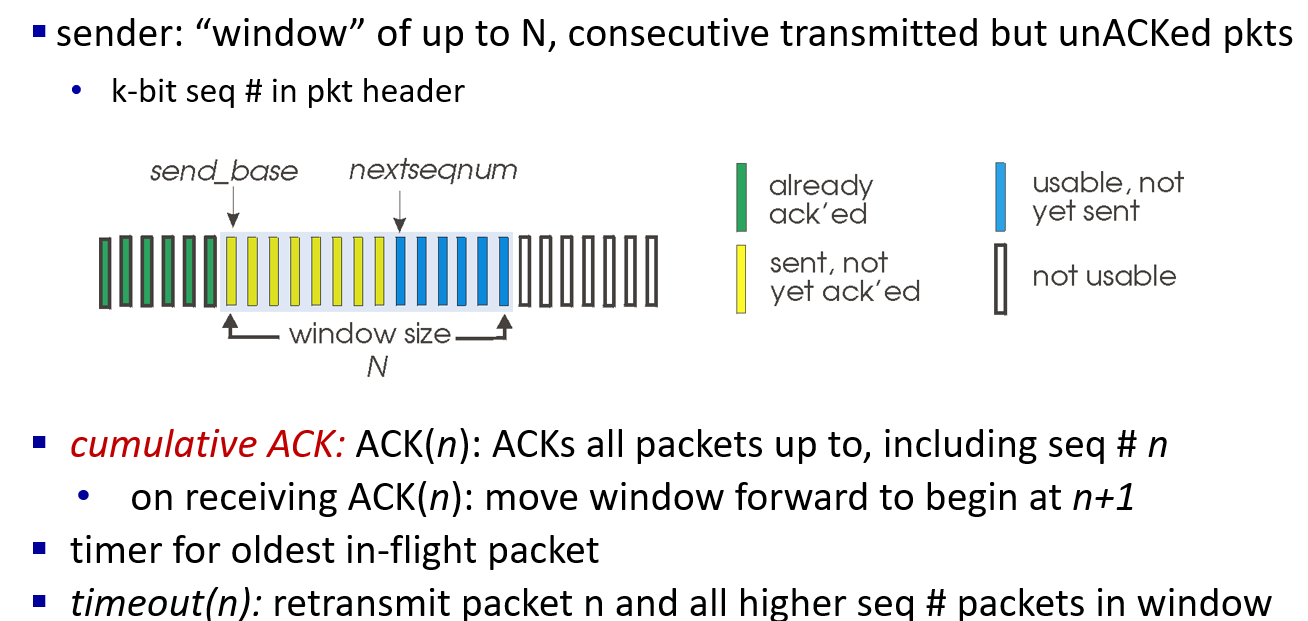 sender: “window” of up to N, consecutive transmitted but unACKed pkts
k-bit seq # in pkt header
send_base
nextseqnum
already
ack’ed
usable, not
yet sent
sent, not
yet ack’ed
not usable
window size
N
cumulative ACK: ACK(n): ACKs all packets up to, including seq # n
on receiving ACK(n): move window forward to begin at n+1
timer for oldest in-flight packet
timeout(n): retransmit packet n and all higher seq # packets in window